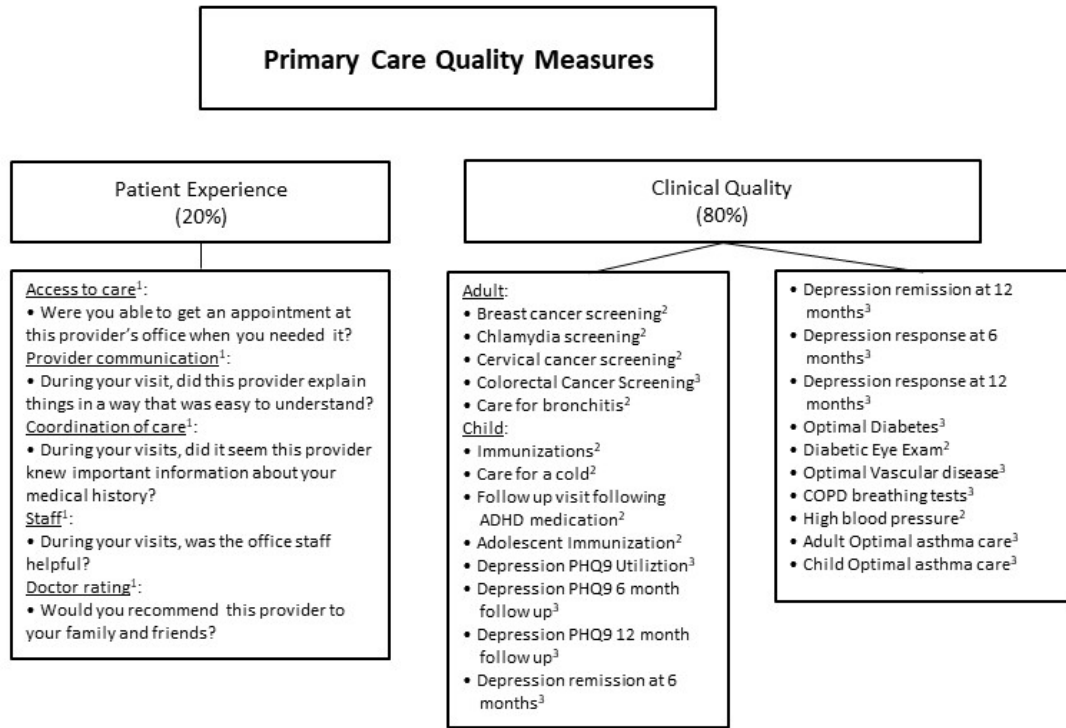 Primary Care Quality Measures
Patient Experience
(20%)
Clinical Quality
(80%)
Access to care¹:
• Were you able to get an appointment at
this provider's office when you needed it?
Provider communication¹:
• During your visit, did this provider explain
things in a way that was easy to understand?
Coordination of care¹:
• During your visits, did it seem this provider
knew important information about your
medical history?
Staff¹:
• During your visits, was the office staff
helpful?
Doctor rating¹:
• Would you recommend this provider to
your family and friends?
Adult:
• Breast cancer screening²
• Chlamydia screening²
• Cervical cancer screening²
• Colorectal Cancer Screening³
• Care for bronchitis²
Child:
• Immunizations²
• Care for a cold²
• Follow up visit following
ADHD medication²
• Adolescent Immunization²
• Depression PHQ9 Utiliztion³
• Depression PHQ9 6 month
follow up³
• Depression PHQ9 12 month
follow up³
• Depression remission at 6
months³
• Depression remission at 12
months³
• Depression response at 6
months³
• Depression response at 12
months³
• Optimal Diabetes³
• Diabetic Eye Exam²
• Optimal Vascular disease³
• COPD breathing tests³
• High blood pressure²
• Adult Optimal asthma care³
• Child Optimal asthma care³